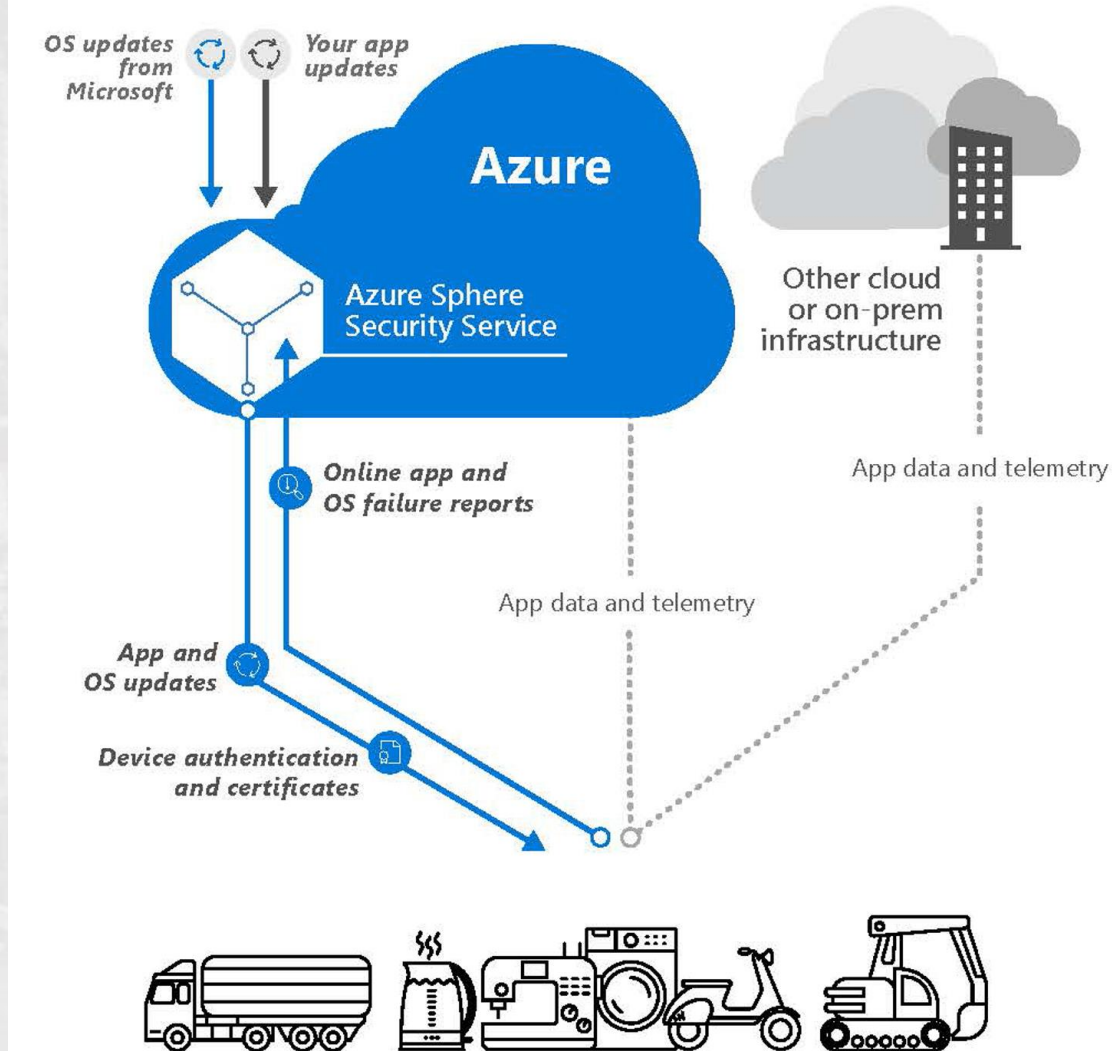 OS updates
from
Microsoft
Your app
updates
Azure
Azure Sphere
Security Service
Other cloud
or on-prem
infrastructure
Online app and
OS failure reports
App data and telemetry
App data and telemetry
App and
OS updates
Device authentication
and certificates